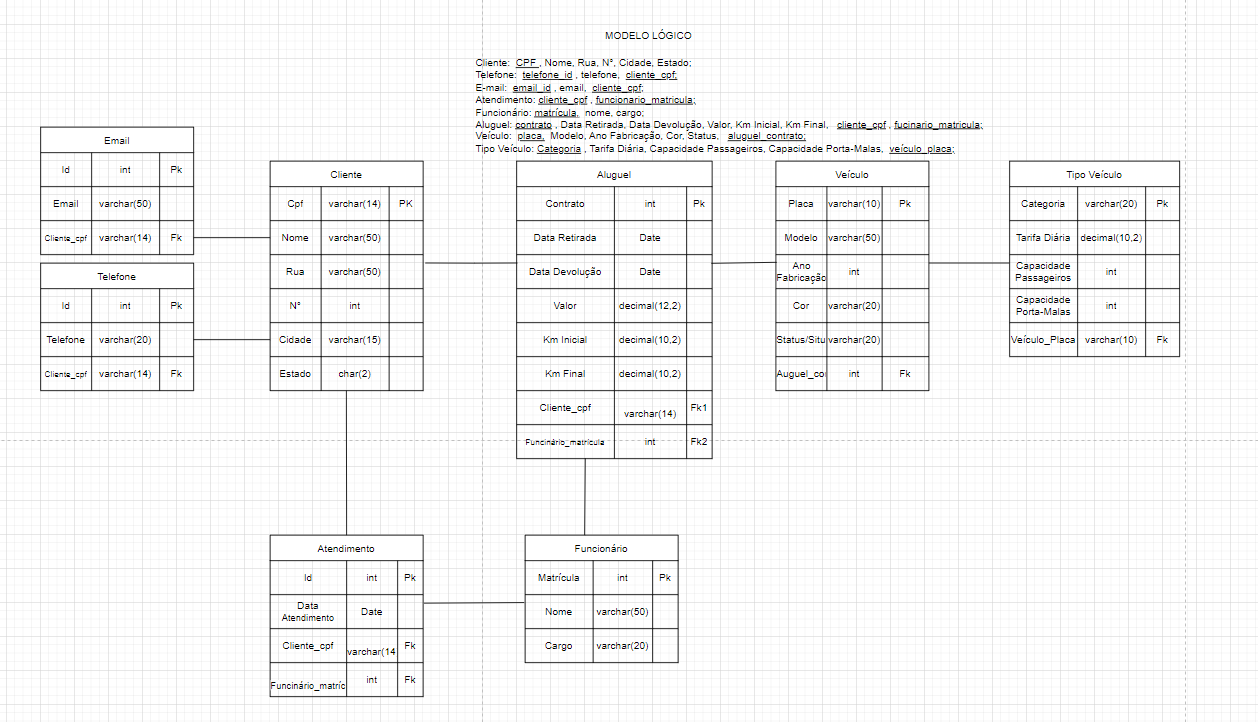 MODELO LÓGICO
Cliente: CPF , Nome, Rua, N°, Cidade, Estado;
Telefone: telefone_id , telefone, cliente_cpf;
E-mail: email_id , email, cliente_cpf;
Atendimento: cliente_cpf , funcionario_matricula;
Funcionário: matrícula, nome, cargo;
Aluguel: contrato , Data Retirada, Data Devolução, Valor, Km Inicial, Km Final, cliente_cpf , fucinario_matricula;
Veículo: placa, Modelo, Ano Fabricação, Cor, Status, aluguel_contrato;
Tipo Veículo: Categoria , Tarifa Diária, Capacidade Passageiros, Capacidade Porta-Malas, veículo_placa;
Email
Id int Pk
Email varchar(50)
Cliente_cpf varchar(14) Fk
Telefone
Id int Pk
Telefone varchar(20)
Cliente_cpf varchar(14) Fk
Cliente
Cpf varchar(14) PK
Nome varchar(50)
Rua varchar(50)
N° int
Cidade varchar(15)
Estado char(2)
Aluguel
Contrato int Pk
Data Retirada Date
Data Devolução Date
Valor decimal(12,2)
Km Inicial decimal(10,2)
Km Final decimal(10,2)
Cliente_cpf varchar(14) Fk1
Funcinário_matrícula int Fk2
Veículo
Placa varchar(10) Pk
Modelo varchar(50)
Ano
Fabricação int
Cor varchar(20)
Status/Situ varchar(20)
Auguel_co int Fk
Tipo Veículo
Categoria varchar(20) Pk
Tarifa Diária decimal(10,2)
Capacidade
Passageiros int
Capacidade
Porta-Malas int
Veículo_Placa varchar(10) Fk
Atendimento
Id int Pk
Data
Atendimento Date
Cliente_cpf varchar(14 Fk
Funcinário_matríc int Fk
Funcionário
Matrícula int Pk
Nome varchar(50)
Cargo varchar(20)